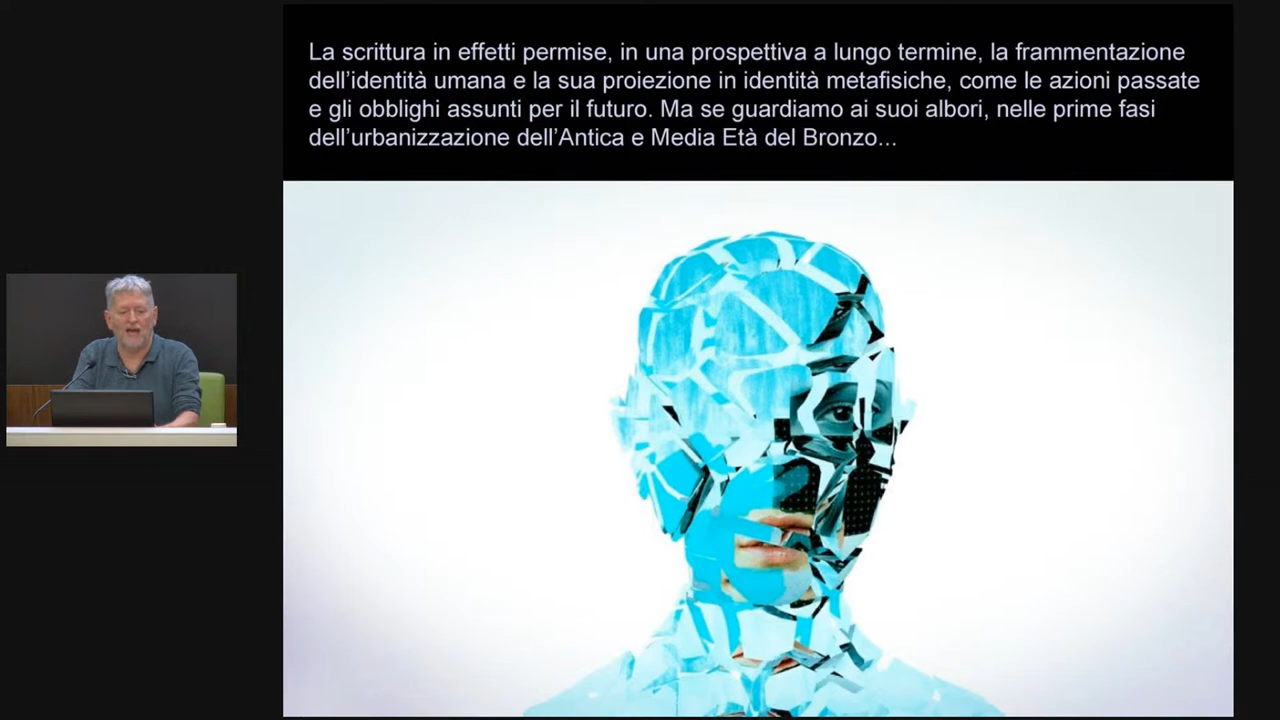 La scrittura in effetti permise, in una prospettiva a lungo termine, la frammentazione
dell'identità umana e la sua proiezione in identità metafisiche, come le azioni passate
e gli obblighi assunti per il futuro. Ma se guardiamo ai suoi albori, nelle prime fasi
dell'urbanizzazione dell'Antica e Media Età del Bronzo...